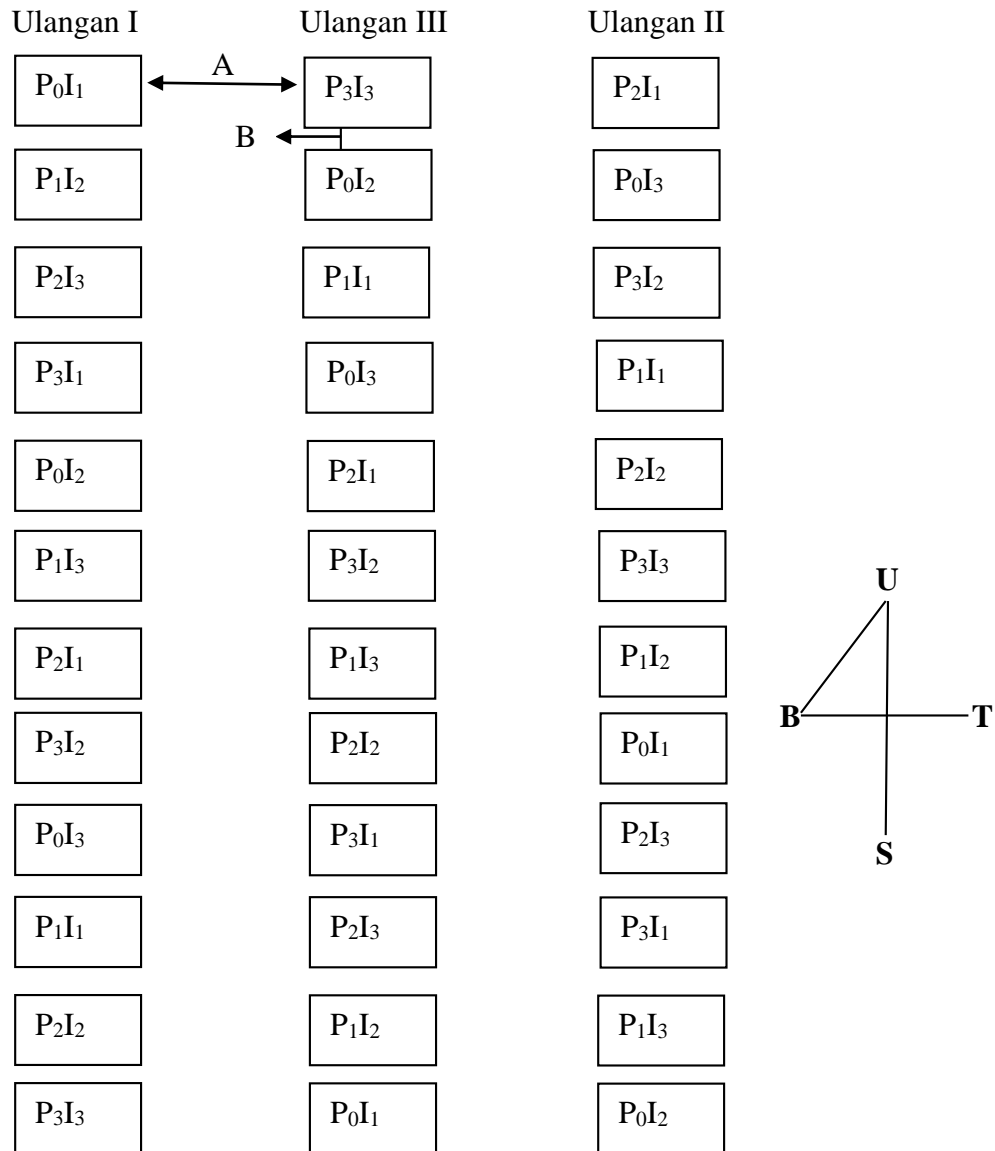 Ulangan I Ulangan III Ulangan II
P₀I₁ A P₃I₃ P₂I₁
B
P₁I₂ P₀I₂ P₀I₃
P₂I₃ P₁I₁ P₃I₂
P₃I₁ P₀I₃ P₁I₁
P₀I₂ P₂I₁ P₂I₂
P₁I₃ P₃I₂ P₃I₃
U
P₂I₁ P₁I₃ P₁I₂
B T
P₃I₂ P₂I₂ P₀I₁
P₀I₃ P₃I₁ P₂I₃
S
P₁I₁ P₂I₃ P₃I₁
P₂I₂ P₁I₂ P₁I₃
P₃I₃ P₀I₁ P₀I₂